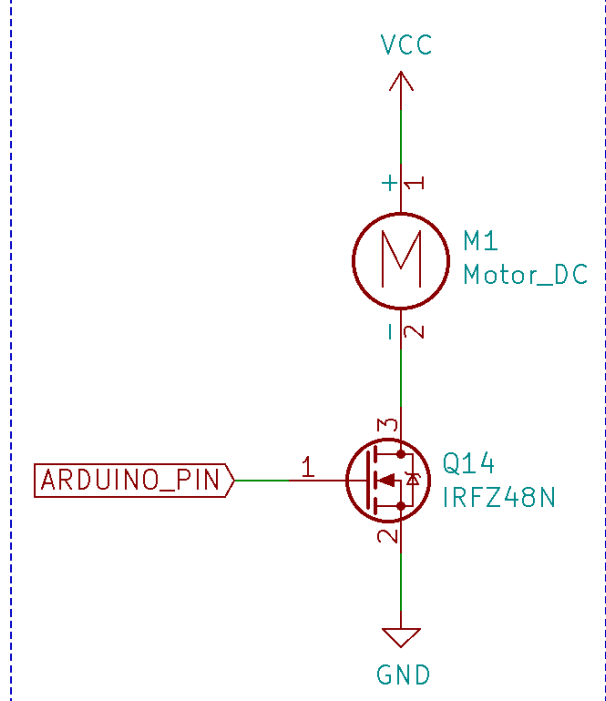 VCC
+ 1
M
M1
Motor_DC
- 2
3
ARDUINO_PIN
1
Q14
IRFZ48N
2
GND